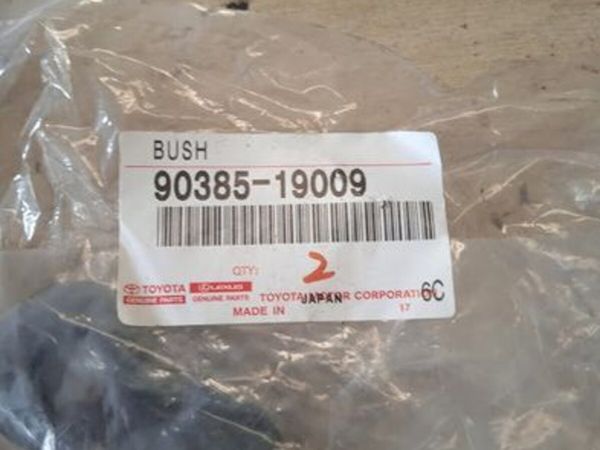 BUSH
90385-19009
QTY: 2
TOYOTA LEXUS
GENUINE PARTS GENUINE PARTS TOYOTA MOTOR CORPORATION 6C
MADE IN JAPAN 17